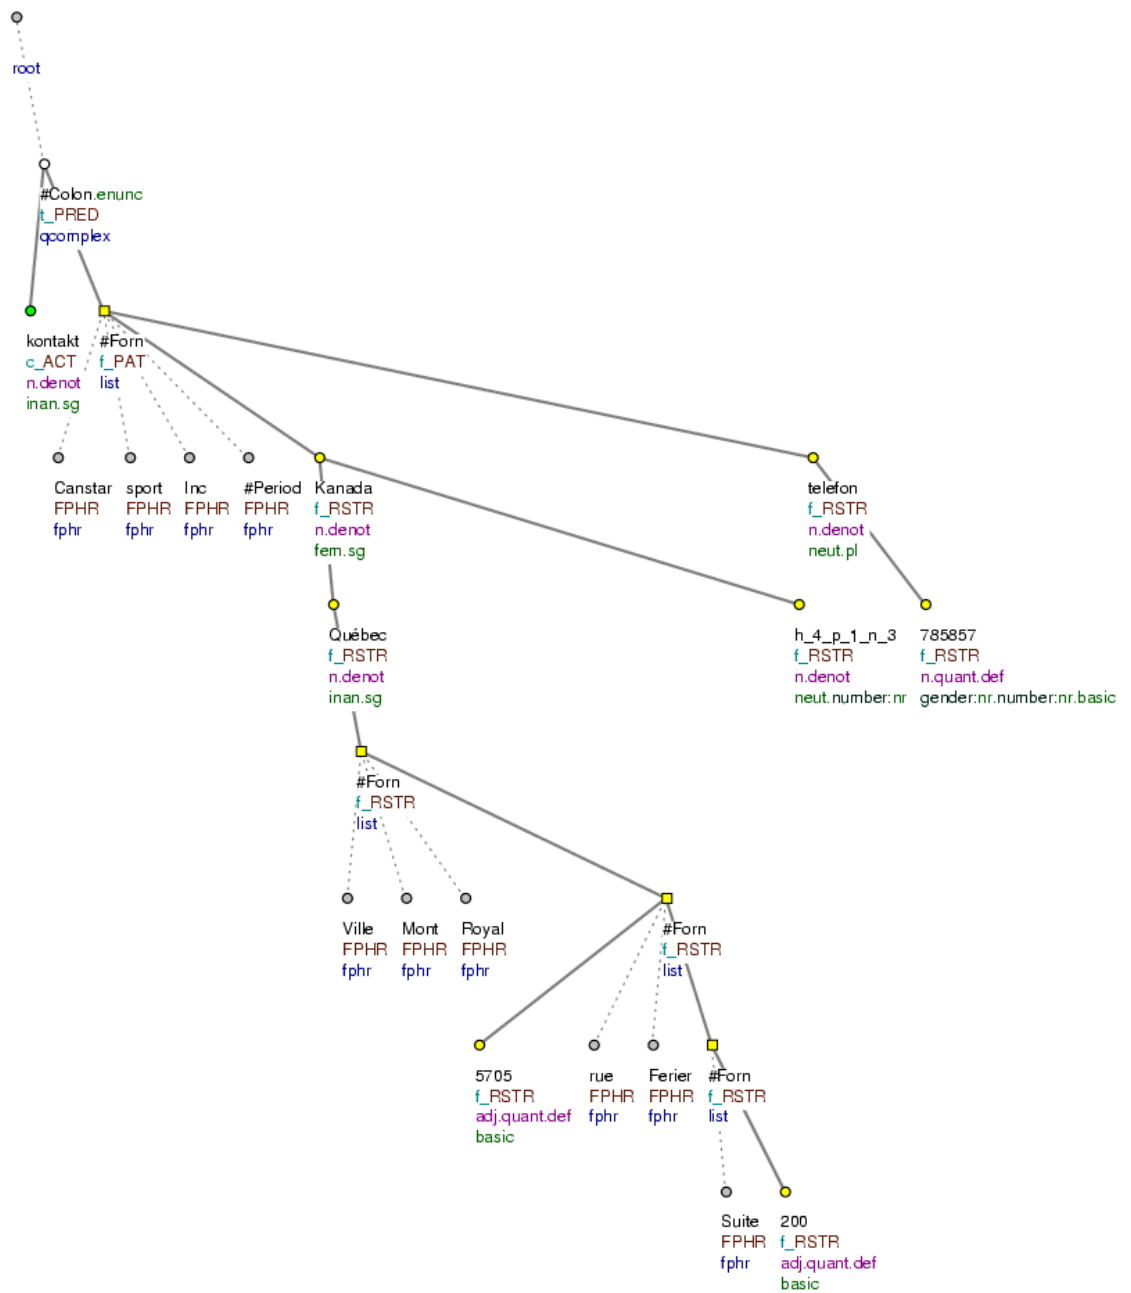 root
#Colon.enunc
t_PRED
qcomplex
kontakt
c_ACT
n.denot
inan.sg
#Forn
f_PAT
list
Canstar
FPHR
fphr
sport
FPHR
fphr
Inc
FPHR
fphr
#Period
FPHR
fphr
Kanada
f_RSTR
n.denot
fem.sg
telefon
f_RSTR
n.denot
neut.pl
Québec
f_RSTR
n.denot
inan.sg
h_4_p_1_n_3
f_RSTR
n.denot
neut.number:nr
785857
f_RSTR
n.quant.def
gender:nr.number:nr.basic
#Forn
f_RSTR
list
Ville
FPHR
fphr
Mont
FPHR
fphr
Royal
FPHR
fphr
#Forn
f_RSTR
list
5705
f_RSTR
adj.quant.def
basic
rue
FPHR
fphr
Ferier
FPHR
fphr
#Forn
f_RSTR
list
Suite
FPHR
fphr
200
f_RSTR
adj.quant.def
basic